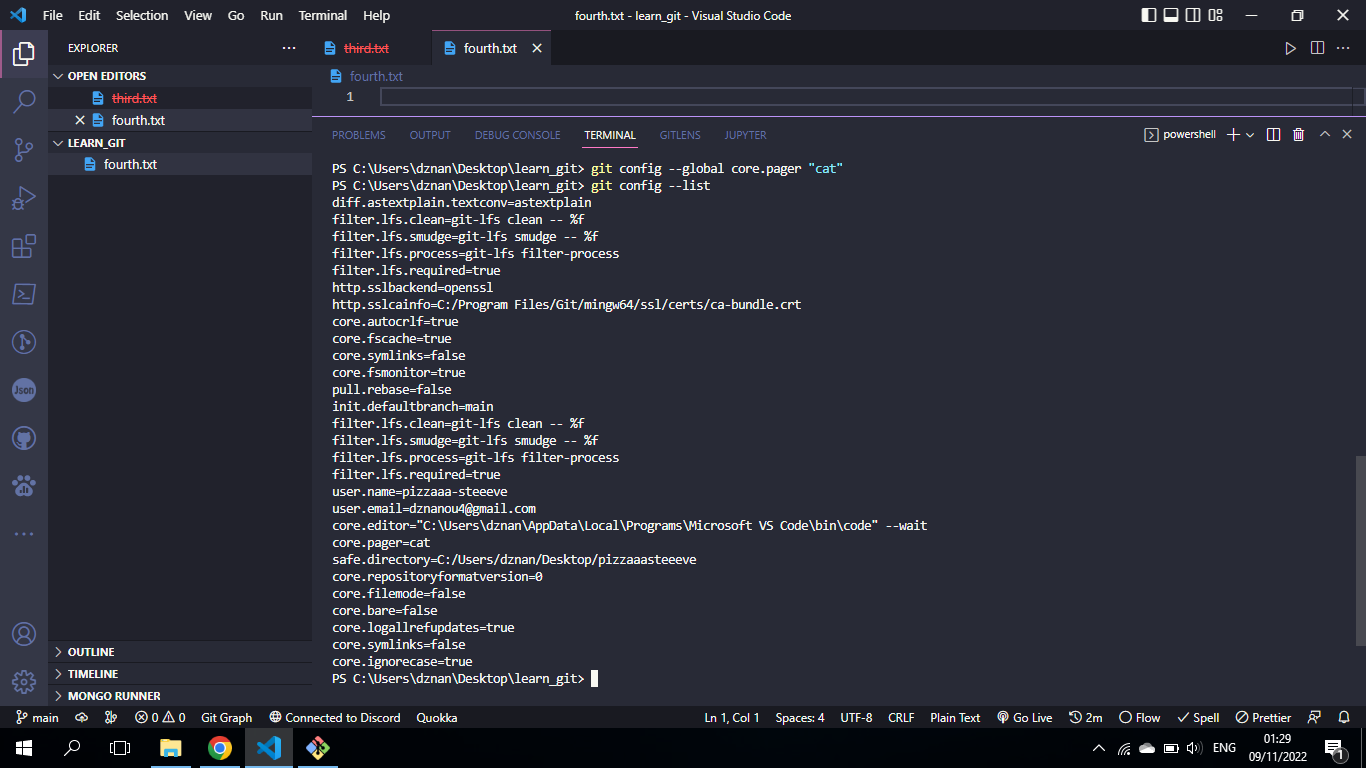 File Edit Selection View Go Run Terminal Help fourth.txt - learn_git - Visual Studio Code
EXPLORER
OPEN EDITORS
third.txt
fourth.txt
LEARN_GIT
fourth.txt
OUTLINE
TIMELINE
MONGO RUNNER
Json
third.txt fourth.txt
fourth.txt
1
PROBLEMS OUTPUT DEBUG CONSOLE TERMINAL GITLENS JUPYTER powershell
PS C:\Users\dznan\Desktop\learn_git> git config --global core.pager "cat"
PS C:\Users\dznan\Desktop\learn_git> git config --list
diff.astextplain.textconv=astextplain
filter.lfs.clean=git-lfs clean -- %f
filter.lfs.smudge=git-lfs smudge -- %f
filter.lfs.process=git-lfs filter-process
filter.lfs.required=true
http.sslbackend=openssl
http.sslcainfo=C:/Program Files/Git/mingw64/ssl/certs/ca-bundle.crt
core.autocrlf=true
core.fscache=true
core.symlinks=false
core.fsmonitor=true
pull.rebase=false
init.defaultbranch=main
filter.lfs.clean=git-lfs clean -- %f
filter.lfs.smudge=git-lfs smudge -- %f
filter.lfs.process=git-lfs filter-process
filter.lfs.required=true
user.name=pizzaaa-steeeve
user.email=dznanou4@gmail.com
core.editor="C:\Users\dznan\AppData\Local\Programs\Microsoft VS Code\bin\code" --wait
core.pager=cat
safe.directory=C:/Users/dznan/Desktop/pizzaaasteeeve
core.repositoryformatversion=0
core.filemode=false
core.bare=false
core.logallrefupdates=true
core.symlinks=false
core.ignorecase=true
PS C:\Users\dznan\Desktop\learn_git>
main 0 0 Git Graph Connected to Discord Quokka Ln 1, Col 1 Spaces: 4 UTF-8 CRLF Plain Text Go Live 2m Flow Spell Prettier
ENG 01:29
09/11/2022 1